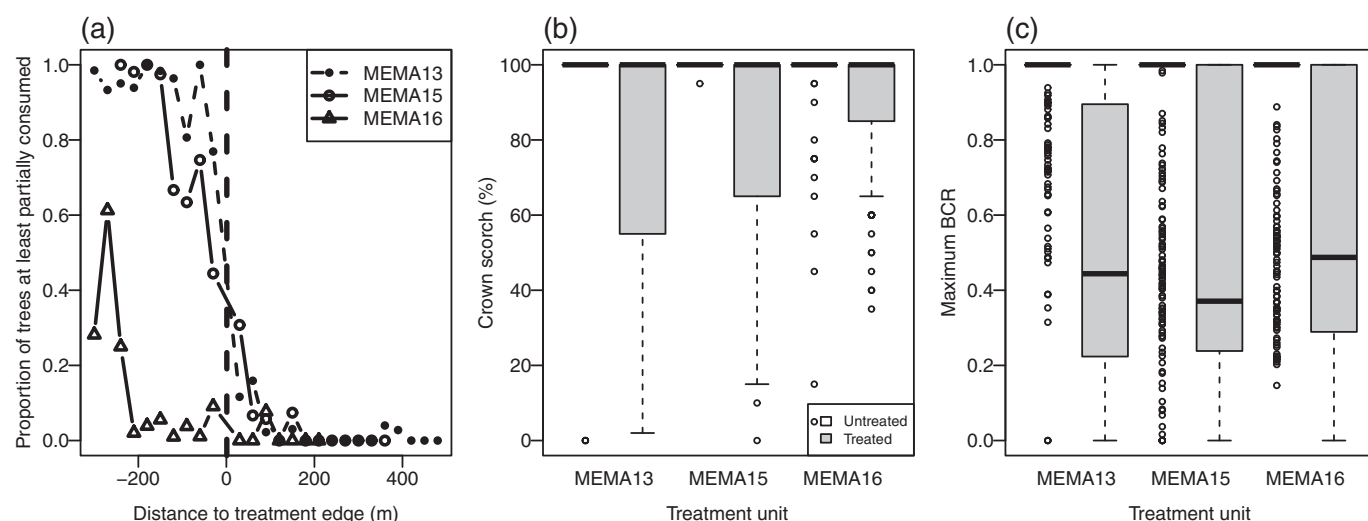 (a)
Proportion of trees at least partially consumed
1.0
0.8
0.6
0.4
0.2
0.0
−200
0
200
400
Distance to treatment edge (m)
MEMA13
MEMA15
MEMA16
(b)
Crown scorch (%)
100
80
60
40
20
0
MEMA13
MEMA15
MEMA16
Treatment unit
Untreated
Treated
(c)
Maximum BCR
1.0
0.8
0.6
0.4
0.2
0.0
MEMA13
MEMA15
MEMA16
Treatment unit